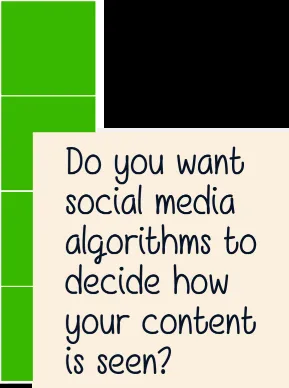 Do you want
social media
algorithms to
decide how
your content
is seen?